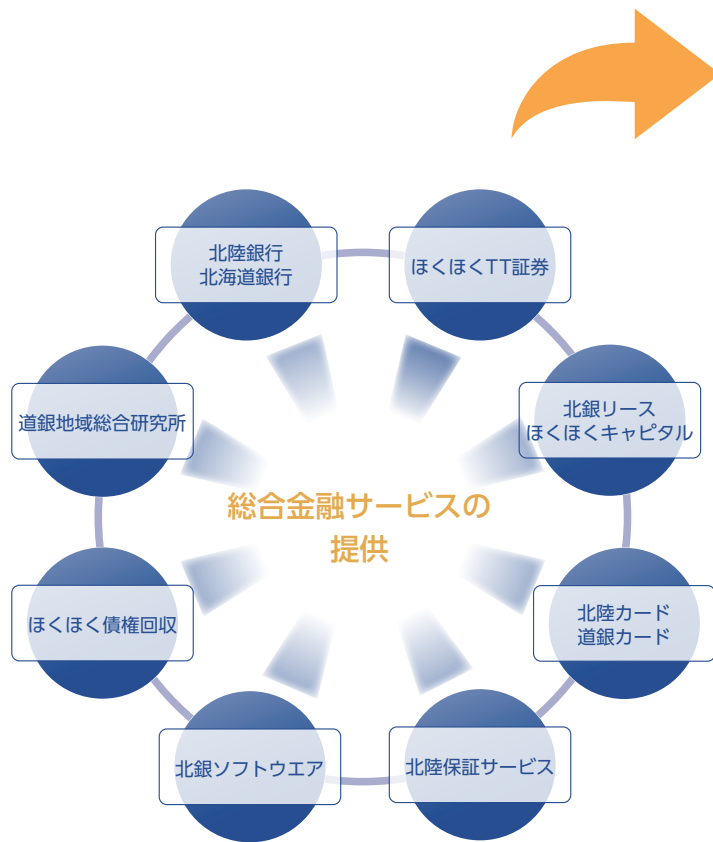 北陸銀行
北海道銀行
ほくほくTT証券
道銀地域総合研究所
北銀リース
ほくほくキャピタル
総合金融サービスの
提供
ほくほく債権回収
北陸カード
道銀カード
北銀ソフトウエア
北陸保証サービス